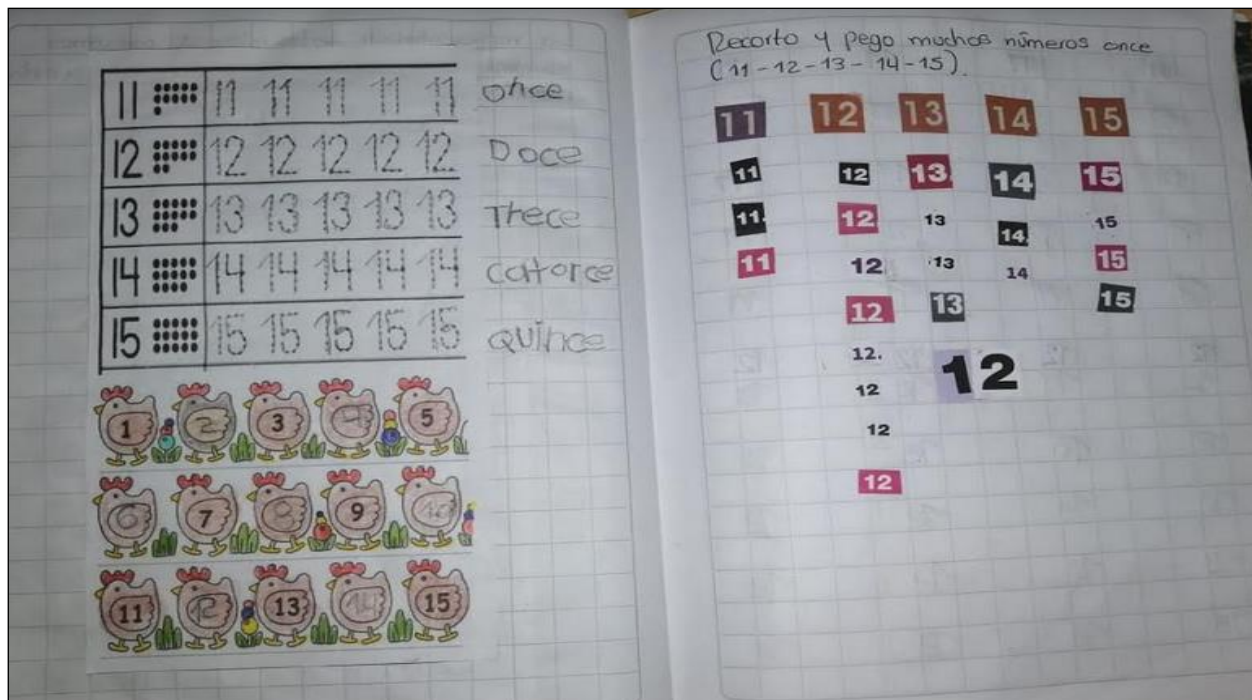 11 11 11 11 11 11 once
12 12 12 12 12 12 Doce
13 13 13 13 13 13 Trece
14 14 14 14 14 14 catorce
15 15 15 15 15 15 Quince
1 2 3 4 5
6 7 8 9 10
11 12 13 14 15
Recorto y pego muchos números once
(11-12-13-14-15).
11 12 13 14 15
11 12 13 14 15
11. 12 13 14. 15
11 12 13 14 15
12 13 15
12. 12
12
12
12